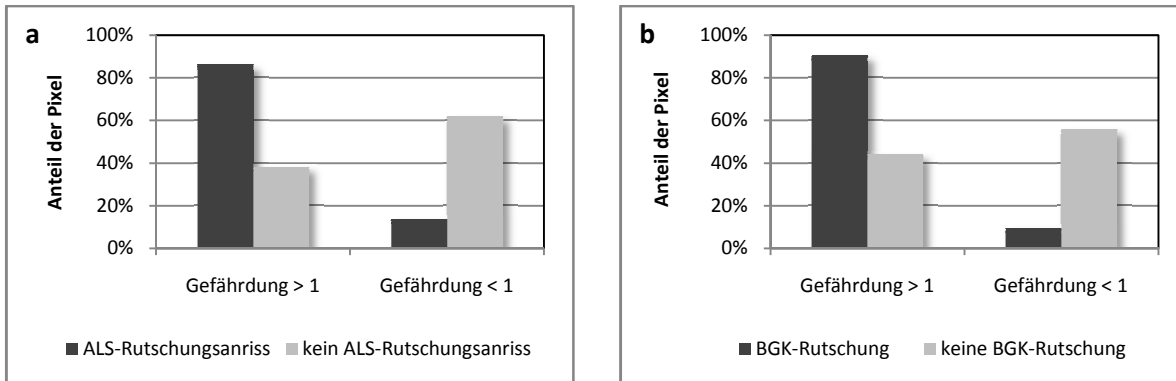 a
100%
80%
60%
40%
20%
0%
Anteil der Pixel
Gefährdung > 1 Gefährdung < 1
ALS-Rutschungsanriss kein ALS-Rutschungsanriss
b
100%
80%
60%
40%
20%
0%
Anteil der Pixel
Gefährdung > 1 Gefährdung < 1
BGK-Rutschung keine BGK-Rutschung